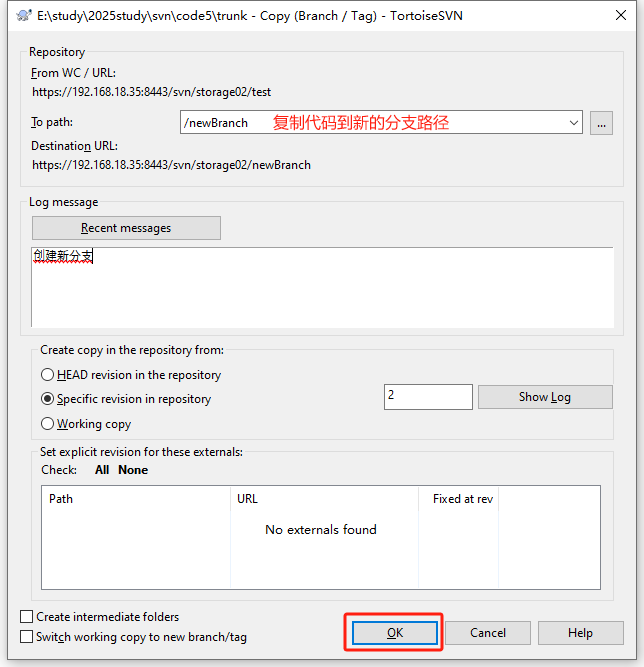 E:\study\2025study\svn\code5\trunk - Copy (Branch / Tag) - TortoiseSVN
Repository
From WC / URL:
https://192.168.18.35:8443/svn/storage02/test
To path:
/newBranch 复制代码到新的分支路径
...
Destination URL:
https://192.168.18.35:8443/svn/storage02/newBranch
Log message
Recent messages
创建新分支
Create copy in the repository from:
HEAD revision in the repository
Specific revision in repository
2
Show Log
Working copy
Set explicit revision for these externals:
Check: All None
Path URL Fixed at rev
No externals found
Create intermediate folders
Switch working copy to new branch/tag
OK Cancel Help